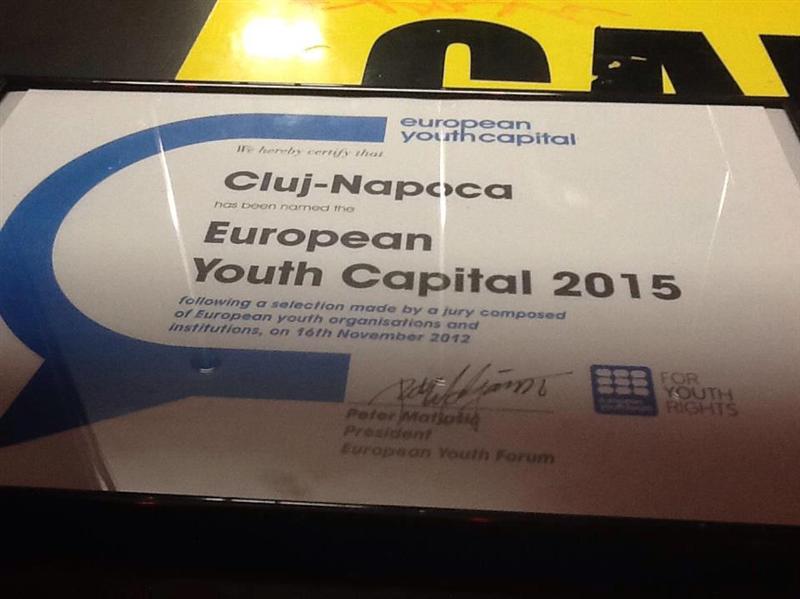 european
youthcapital
We hereby certify that
Cluj-Napoca
has been named the
European
Youth Capital 2015
following a selection made by a jury composed
of European youth organisations and
institutions, on 16th November 2012
Peter Matjašič
President
European Youth Forum
FOR
YOUTH
RIGHTS